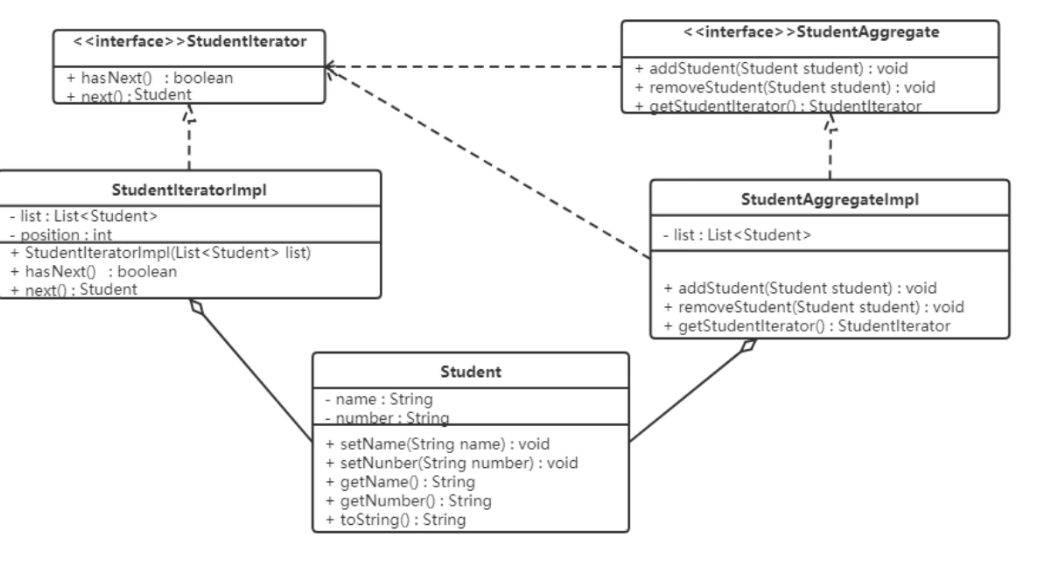 <<interface>>StudentIterator
+ hasNext() : boolean
+ next() : Student
<<interface>>StudentAggregate
+ addStudent(Student student) : void
+ removeStudent(Student student) : void
+ getStudentIterator() : StudentIterator
StudentIteratorImpl
- list : List<Student>
- position : int
+ StudentIteratorImpl(List<Student> list)
+ hasNext() : boolean
+ next() : Student
StudentAggregateImpl
- list : List<Student>
+ addStudent(Student student) : void
+ removeStudent(Student student) : void
+ getStudentIterator() : StudentIterator
Student
- name : String
- number : String
+ setName(String name) : void
+ setNunber(String number) : void
+ getName() : String
+ getNumber() : String
+ toString() : String